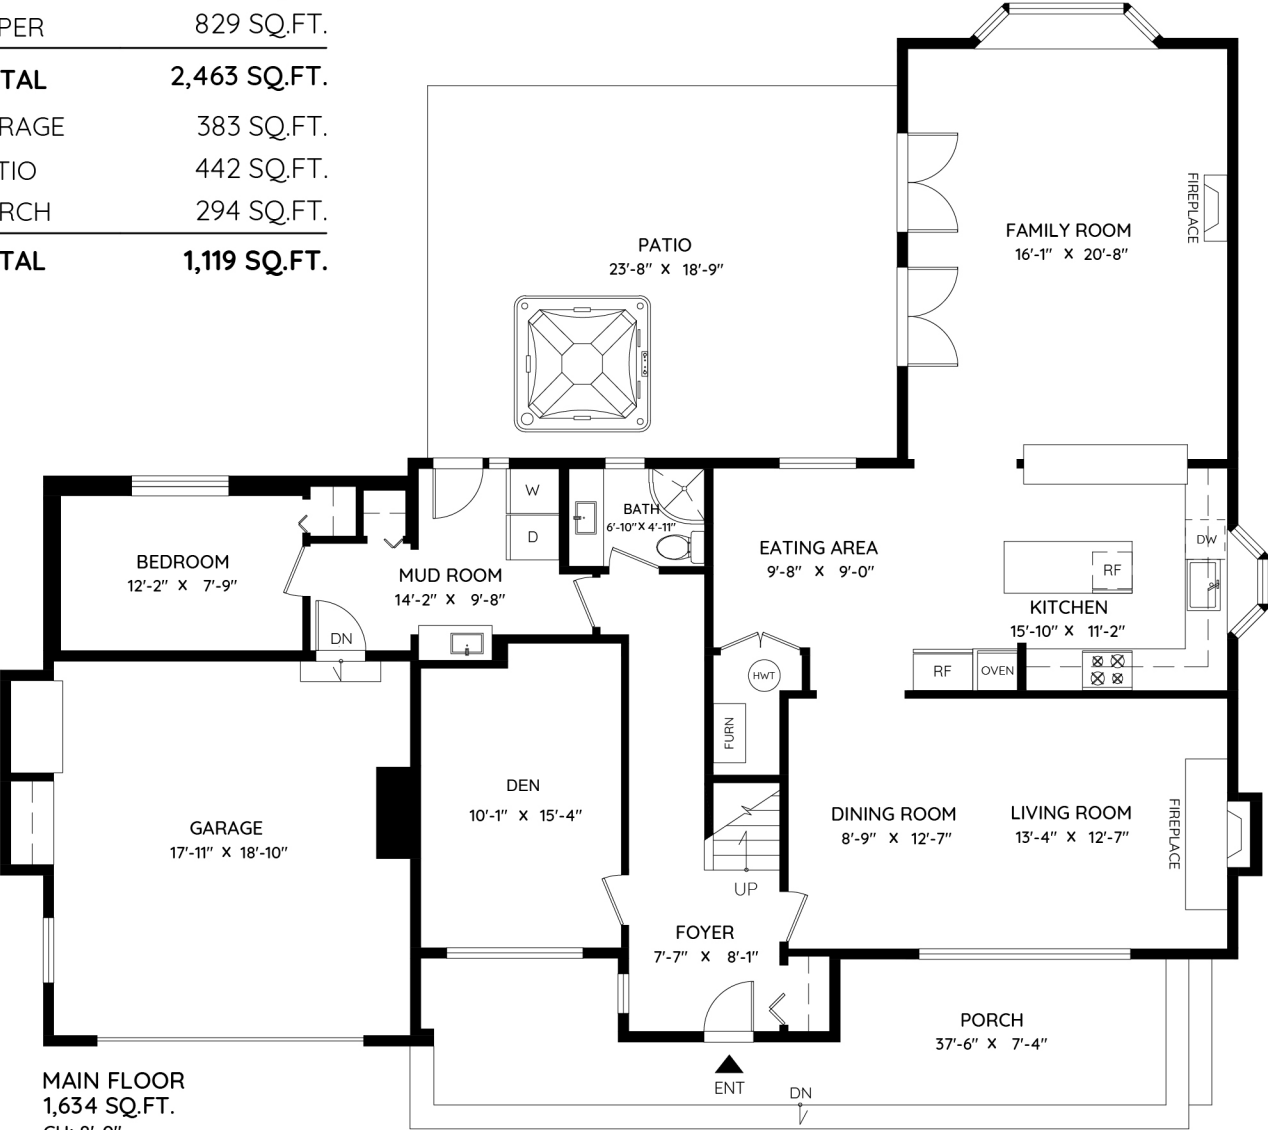 PER 829 SQ.FT.
TAL 2,463 SQ.FT.
RAGE 383 SQ.FT.
TIO 442 SQ.FT.
RCH 294 SQ.FT.
TAL 1,119 SQ.FT.
PATIO
23'-8" X 18'-9"
FAMILY ROOM
16'-1" X 20'-8"
FIREPLACE
W
D
BATH
6'-10" X 4'-11"
BEDROOM
12'-2" X 7'-9"
MUD ROOM
14'-2" X 9'-8"
DN
EATING AREA
9'-8" X 9'-0"
DW
RF
KITCHEN
15'-10" X 11'-2"
RF
OVEN
HWT
FURN
DEN
10'-1" X 15'-4"
GARAGE
17'-11" X 18'-10"
DINING ROOM
8'-9" X 12'-7"
LIVING ROOM
13'-4" X 12'-7"
FIREPLACE
UP
FOYER
7'-7" X 8'-1"
PORCH
37'-6" X 7'-4"
ENT
DN
MAIN FLOOR
1,634 SQ.FT.